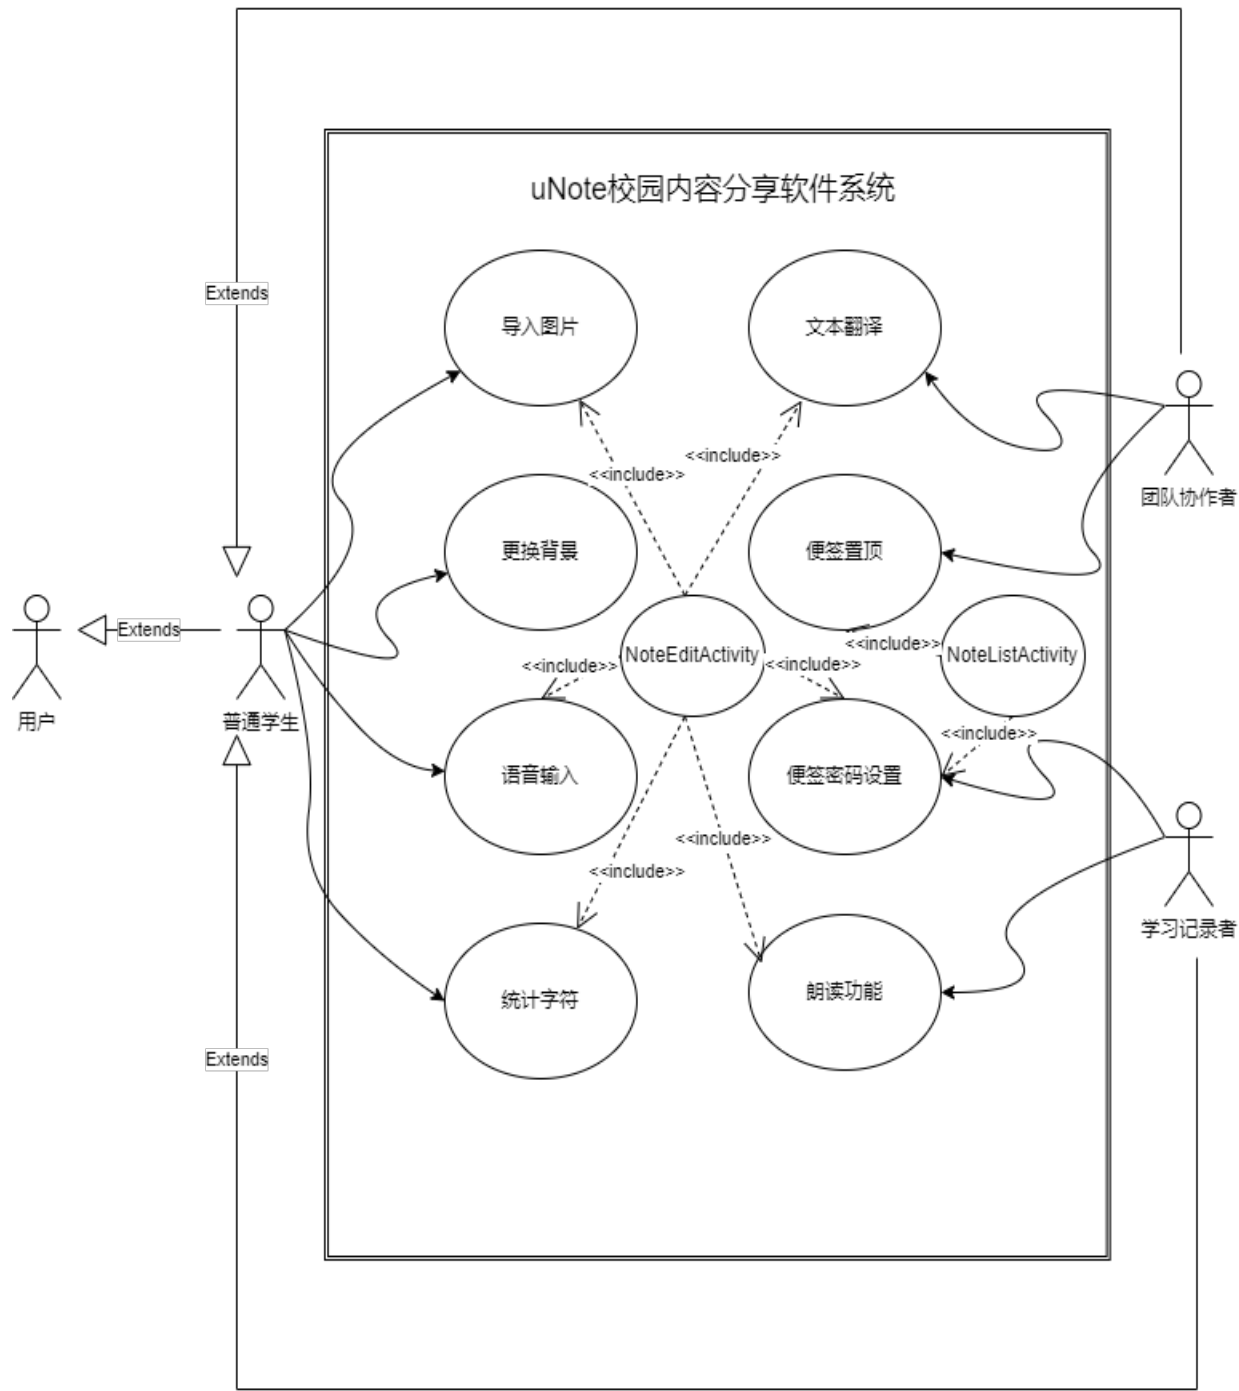 uNote校园内容分享软件系统
Extends
导入图片
文本翻译
<<include>>
<<include>>
团队协作者
更换背景
便签置顶
Extends
<<include>>
NoteEditActivity
<<include>>
<<include>>
NoteListActivity
用户
普通学生
<<include>>
语音输入
便签密码设置
<<include>>
<<include>>
学习记录者
统计字符
朗读功能
Extends